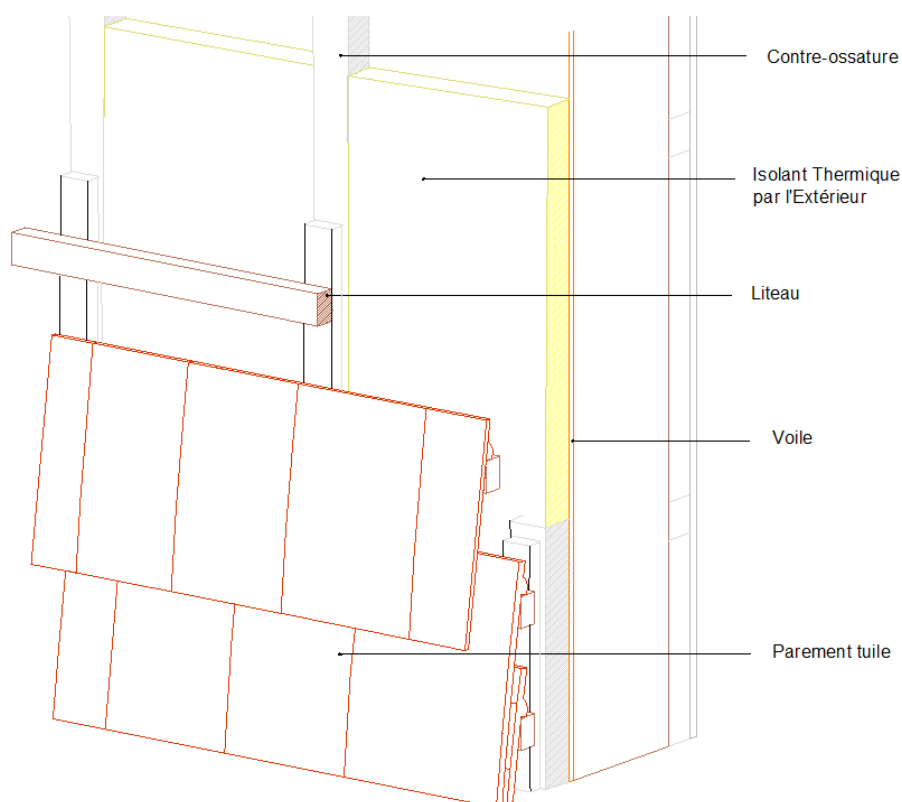 Contre-ossature
Isolant Thermique
par l'Extérieur
Liteau
Voile
Parement tuile